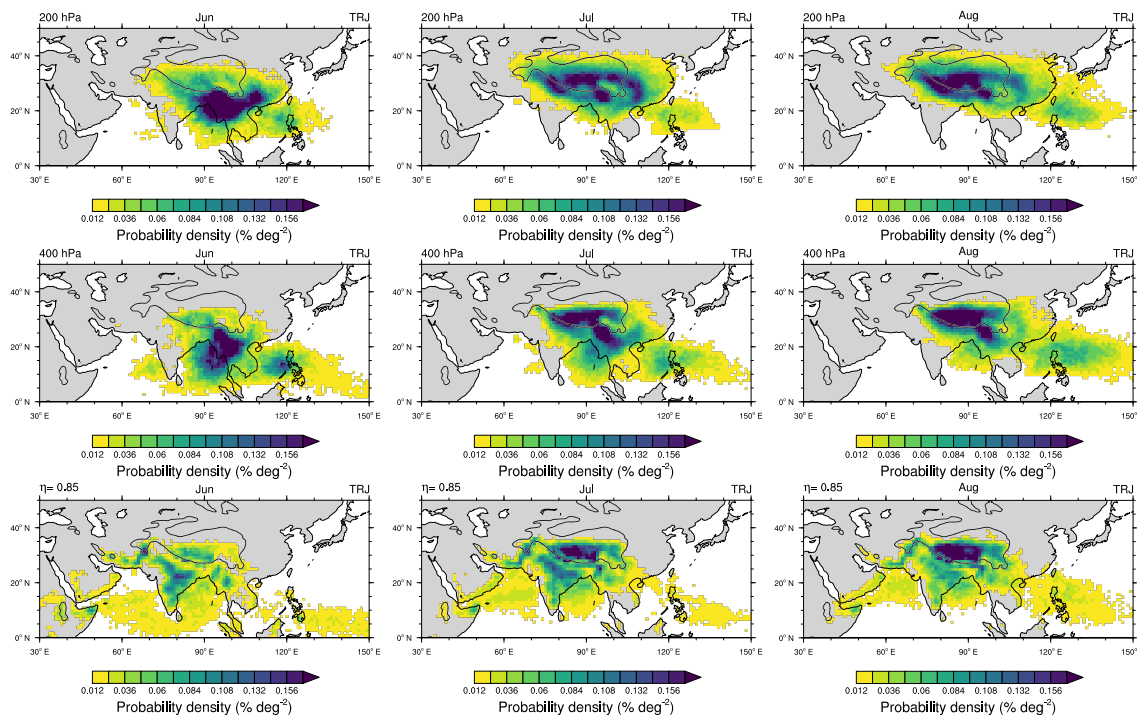 200 hPa Jun TRJ 200 hPa Jul TRJ 200 hPa Aug TRJ
40° N 40° N 40° N
20° N 20° N 20° N
0° N 0° N 0° N
30° E 60° E 90° E 120° E 150° E 30° E 60° E 90° E 120° E 150° E 30° E 60° E 90° E 120° E 150° E
0.012 0.036 0.06 0.084 0.108 0.132 0.156 0.012 0.036 0.06 0.084 0.108 0.132 0.156 0.012 0.036 0.06 0.084 0.108 0.132 0.156
Probability density (% deg⁻²) Probability density (% deg⁻²) Probability density (% deg⁻²)
400 hPa Jun TRJ 400 hPa Jul TRJ 400 hPa Aug TRJ
40° N 40° N 40° N
20° N 20° N 20° N
0° N 0° N 0° N
30° E 60° E 90° E 120° E 150° E 30° E 60° E 90° E 120° E 150° E 30° E 60° E 90° E 120° E 150° E
0.012 0.036 0.06 0.084 0.108 0.132 0.156 0.012 0.036 0.06 0.084 0.108 0.132 0.156 0.012 0.036 0.06 0.084 0.108 0.132 0.156
Probability density (% deg⁻²) Probability density (% deg⁻²) Probability density (% deg⁻²)
η= 0.85 Jun TRJ η= 0.85 Jul TRJ η= 0.85 Aug TRJ
40° N 40° N 40° N
20° N 20° N 20° N
0° N 0° N 0° N
30° E 60° E 90° E 120° E 150° E 30° E 60° E 90° E 120° E 150° E 30° E 60° E 90° E 120° E 150° E
0.012 0.036 0.06 0.084 0.108 0.132 0.156 0.012 0.036 0.06 0.084 0.108 0.132 0.156 0.012 0.036 0.06 0.084 0.108 0.132 0.156
Probability density (% deg⁻²) Probability density (% deg⁻²) Probability density (% deg⁻²)